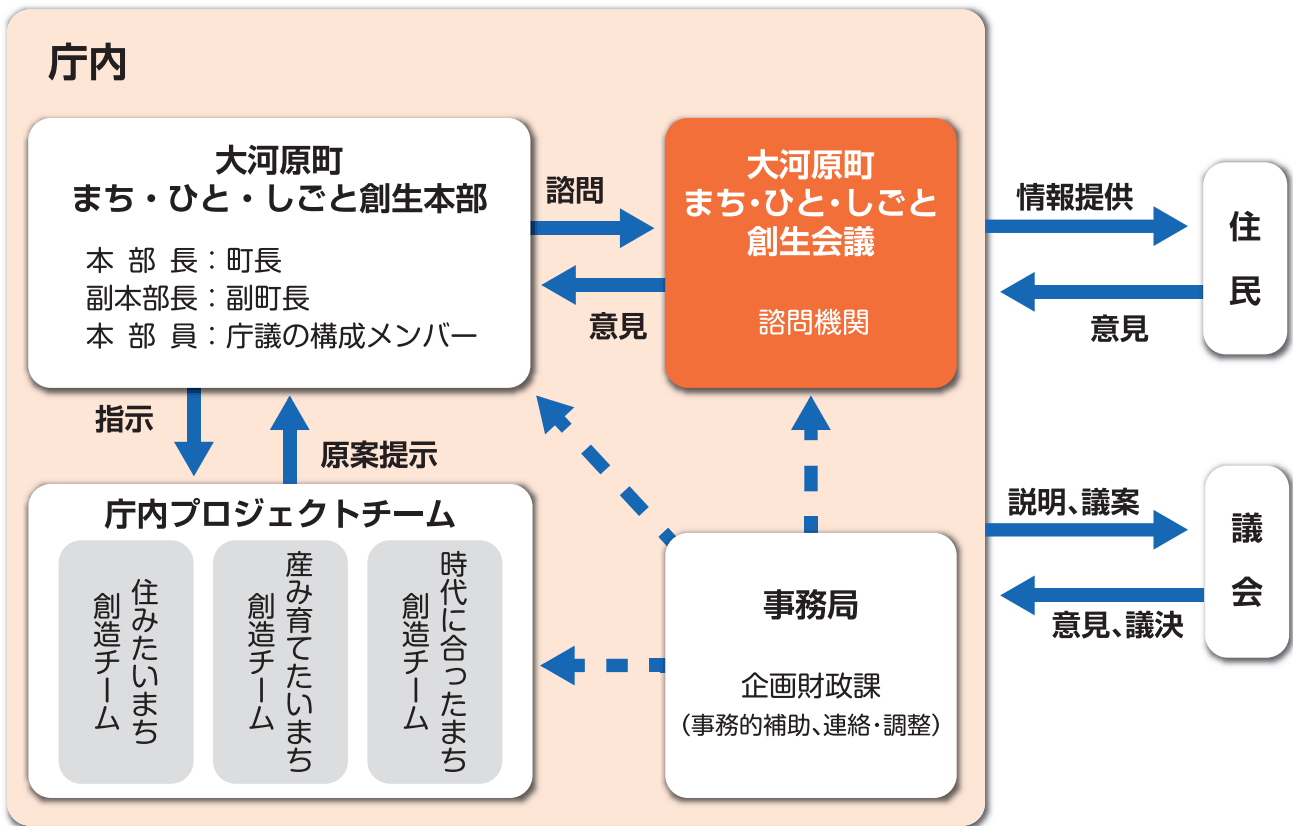 庁内
大河原町
まち・ひと・しごと創生本部
本部長：町長
副本部長：副町長
本部員：庁議の構成メンバー
諮問
意見
大河原町
まち・ひと・しごと
創生会議
諮問機関
情報提供
意見
住民
指示
原案提示
庁内プロジェクトチーム
住みたいまち
創造チーム
産み育てたいまち
創造チーム
時代に合ったまち
創造チーム
事務局
企画財政課
（事務的補助、連絡・調整）
説明、議案
意見、議決
議会